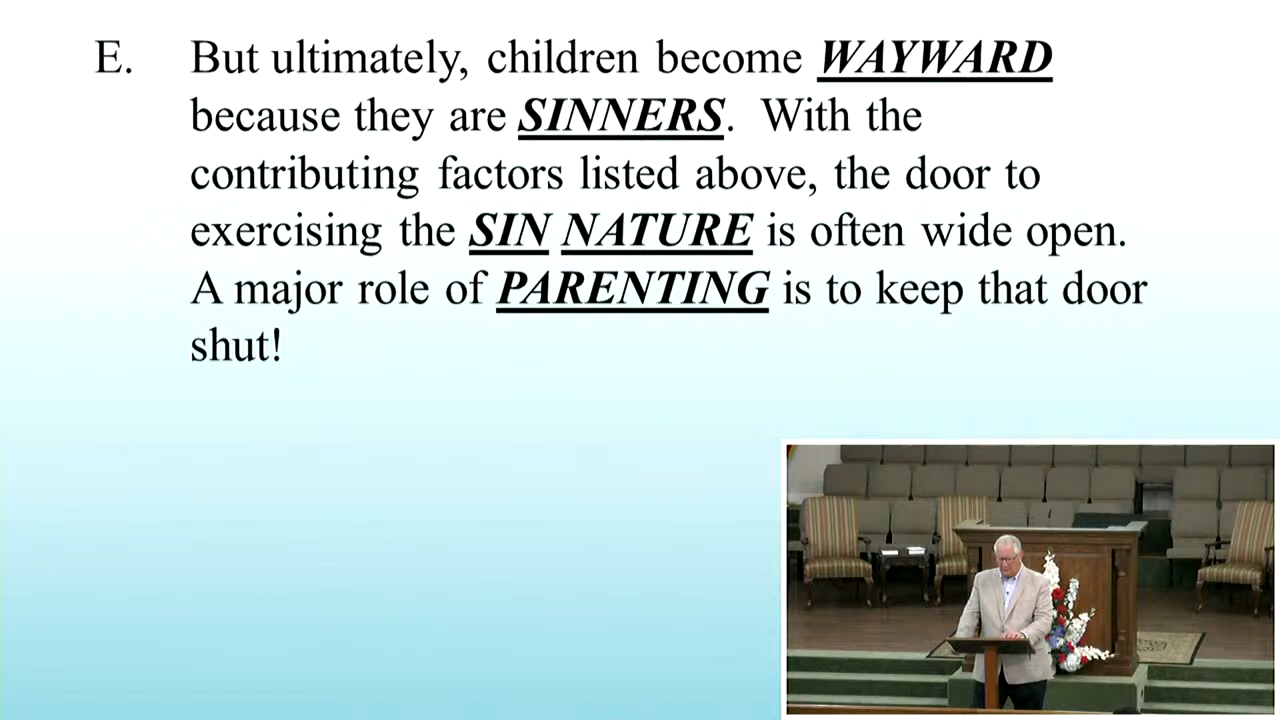 E. But ultimately, children become WAYWARD
because they are SINNERS. With the
contributing factors listed above, the door to
exercising the SIN NATURE is often wide open.
A major role of PARENTING is to keep that door
shut!